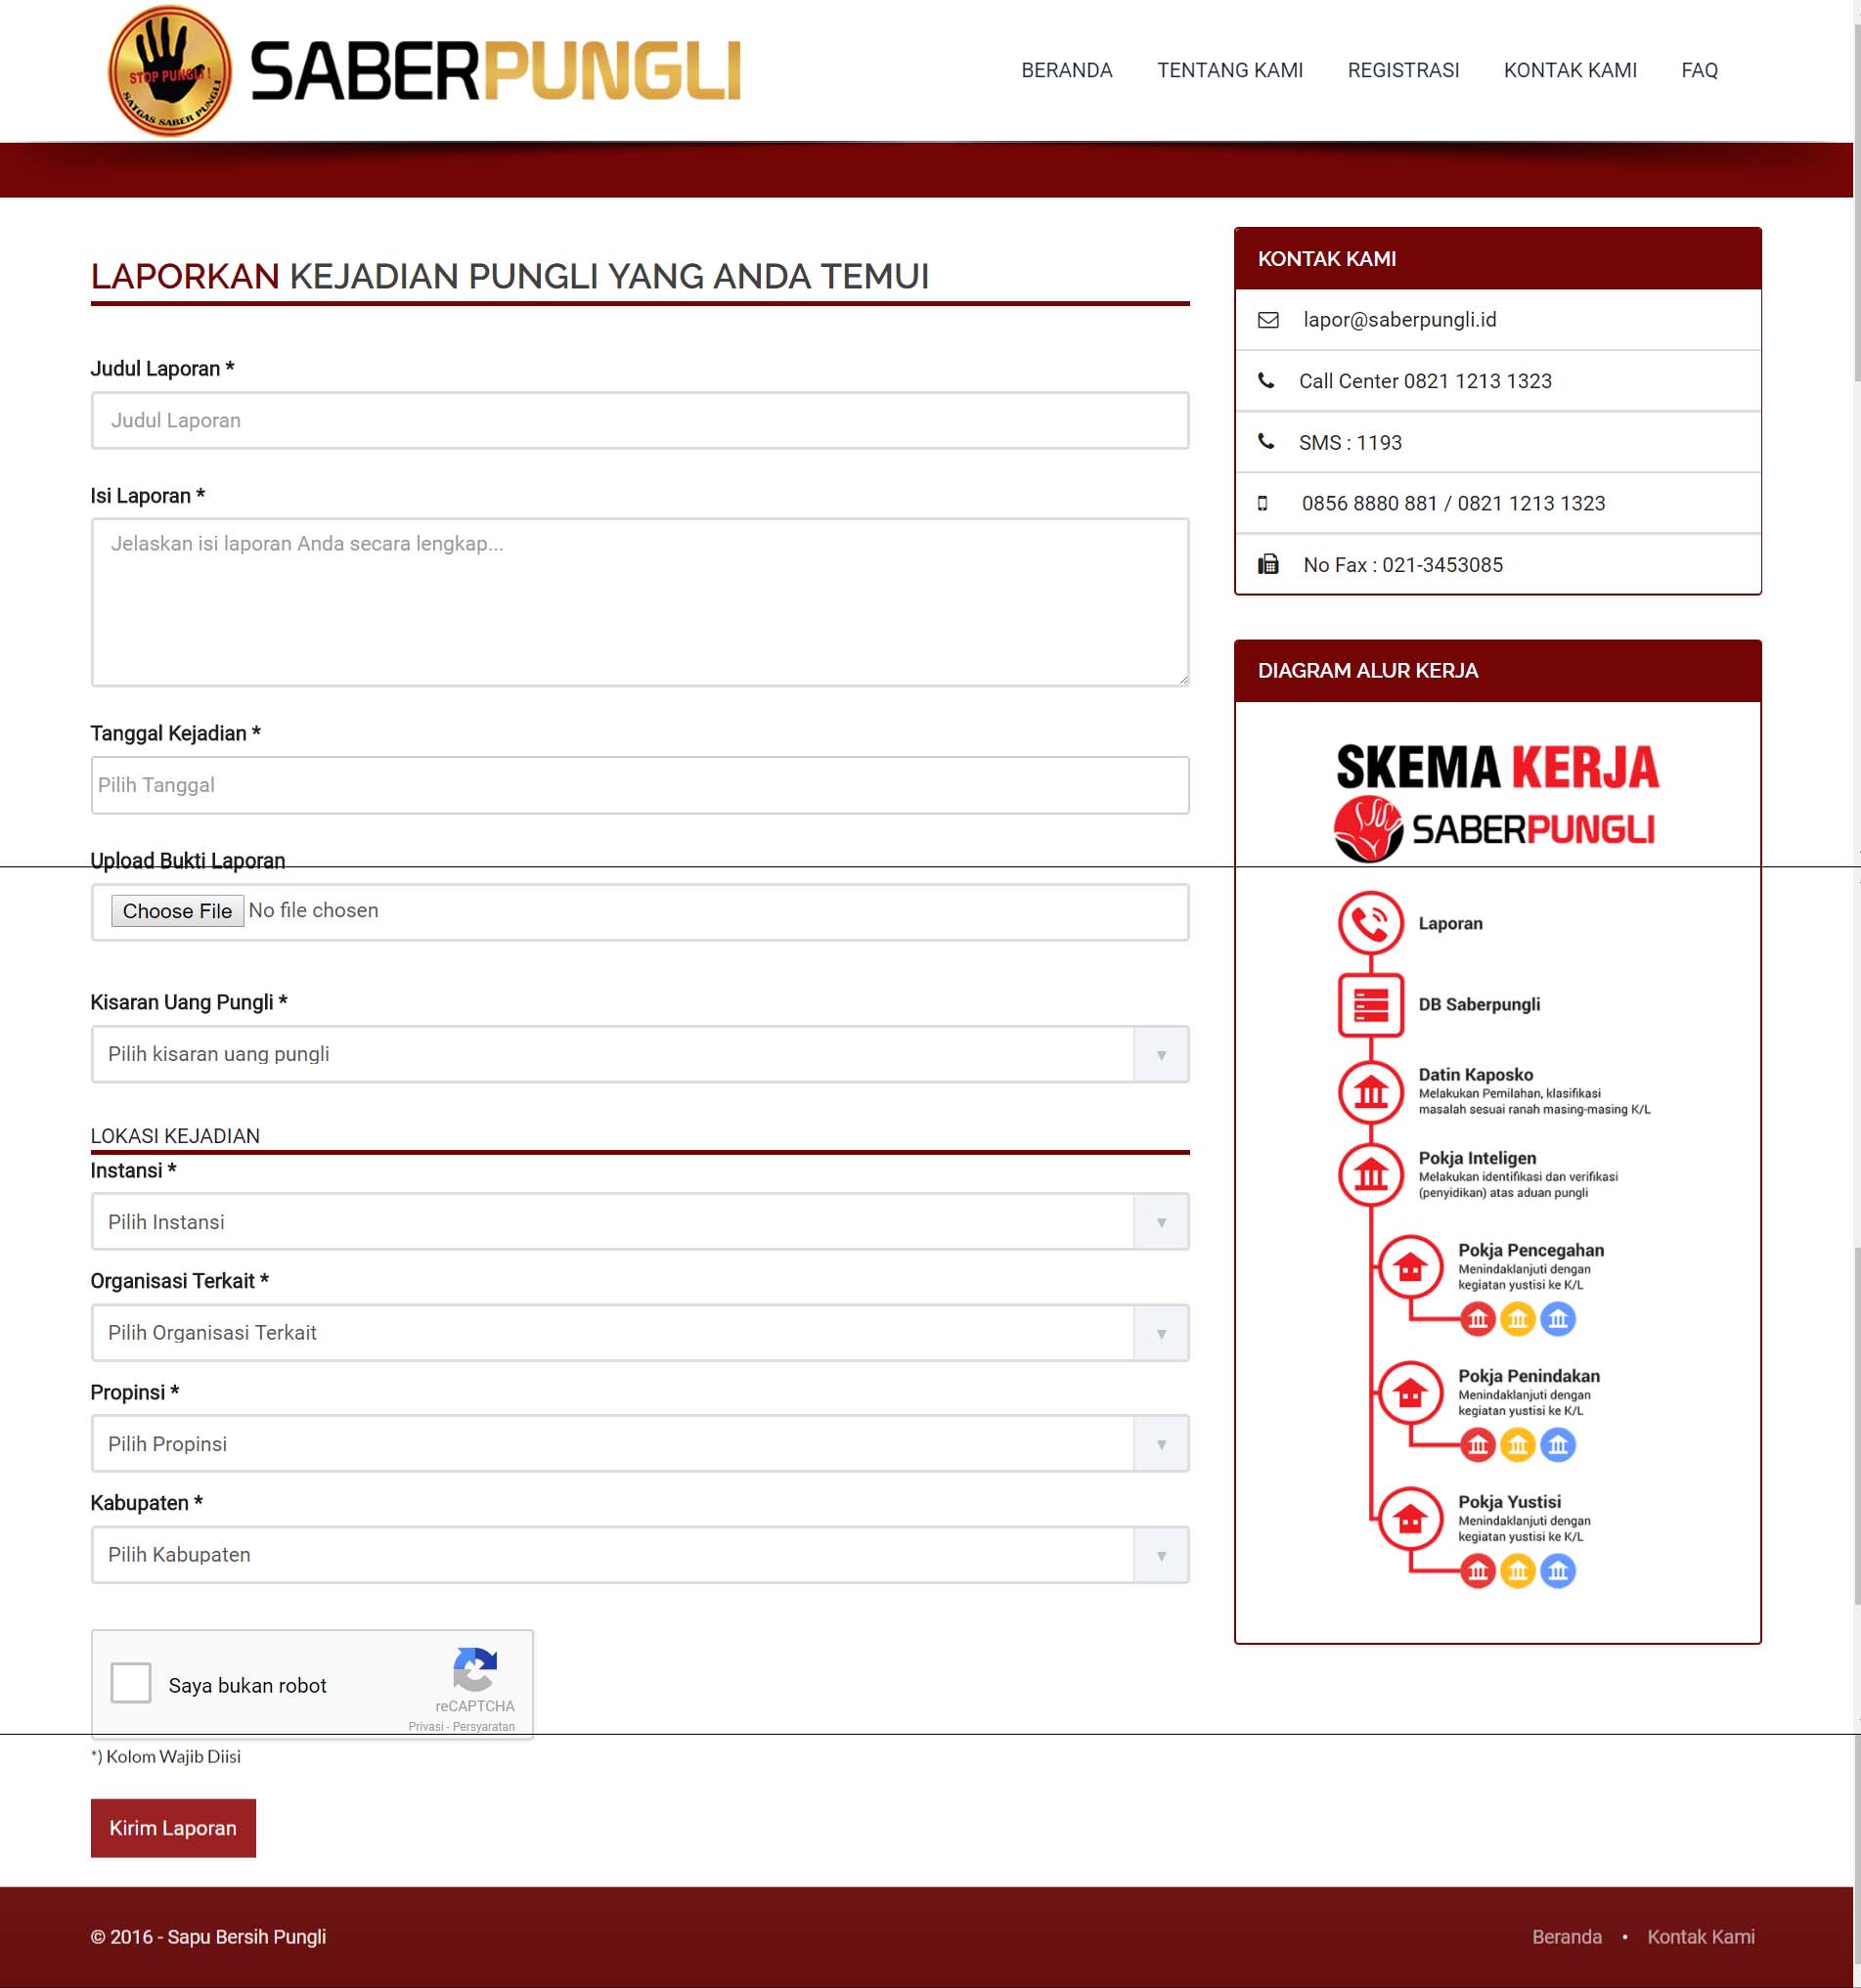 STOP PUNGLI !
SATGAS SABER PUNGLI
SABERPUNGLI
BERANDA
TENTANG KAMI
REGISTRASI
KONTAK KAMI
FAQ
LAPORKAN KEJADIAN PUNGLI YANG ANDA TEMUI
Judul Laporan *
Judul Laporan
Isi Laporan *
Jelaskan isi laporan Anda secara lengkap...
Tanggal Kejadian *
Pilih Tanggal
Upload Bukti Laporan
Choose File No file chosen
Kisaran Uang Pungli *
Pilih kisaran uang pungli
LOKASI KEJADIAN
Instansi *
Pilih Instansi
Organisasi Terkait *
Pilih Organisasi Terkait
Propinsi *
Pilih Propinsi
Kabupaten *
Pilih Kabupaten
Saya bukan robot
reCAPTCHA
Privasi - Persyaratan
*) Kolom Wajib Diisi
Kirim Laporan
KONTAK KAMI
lapor@saberpungli.id
Call Center 0821 1213 1323
SMS : 1193
0856 8880 881 / 0821 1213 1323
No Fax : 021-3453085
DIAGRAM ALUR KERJA
SKEMA KERJA
SABERPUNGLI
Laporan
DB Saberpungli
Datin Kaposko
Melakukan Pemilahan, klasifikasi
masalah sesuai ranah masing-masing K/L
Pokja Inteligen
Melakukan identifikasi dan verifikasi
(penyidikan) atas aduan pungli
Pokja Pencegahan
Menindaklanjuti dengan
kegiatan yustisi ke K/L
Pokja Penindakan
Menindaklanjuti dengan
kegiatan yustisi ke K/L
Pokja Yustisi
Menindaklanjuti dengan
kegiatan yustisi ke K/L
© 2016 - Sapu Bersih Pungli
Beranda • Kontak Kami